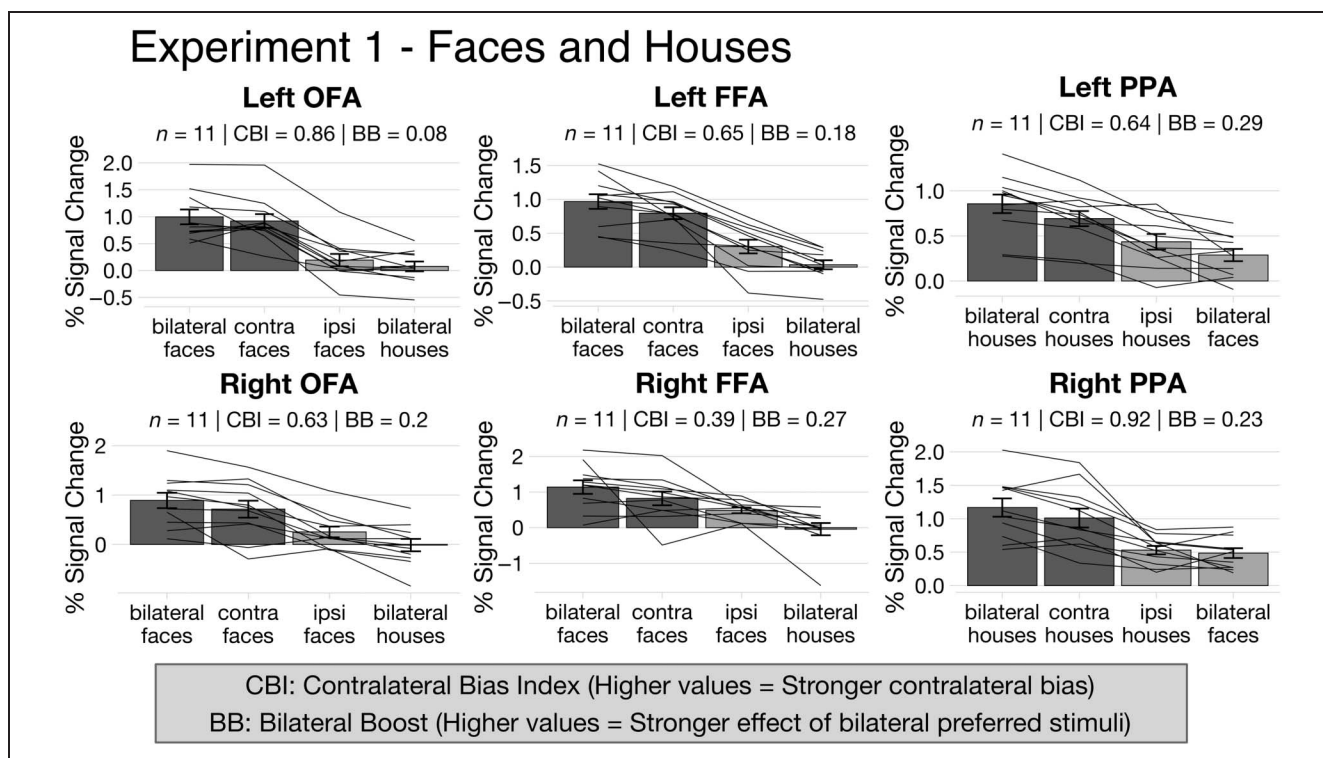 Experiment 1 - Faces and Houses
Left OFA
n = 11 | CBI = 0.86 | BB = 0.08
% Signal Change
2.0
1.5
1.0
0.5
0.0
−0.5
bilateral faces
contra faces
ipsi faces
bilateral houses
Left FFA
n = 11 | CBI = 0.65 | BB = 0.18
% Signal Change
1.5
1.0
0.5
0.0
−0.5
bilateral faces
contra faces
ipsi faces
bilateral houses
Left PPA
n = 11 | CBI = 0.64 | BB = 0.29
% Signal Change
1.0
0.5
0.0
bilateral houses
contra houses
ipsi houses
bilateral faces
Right OFA
n = 11 | CBI = 0.63 | BB = 0.2
% Signal Change
2
1
0
bilateral faces
contra faces
ipsi faces
bilateral houses
Right FFA
n = 11 | CBI = 0.39 | BB = 0.27
% Signal Change
2
1
0
−1
bilateral faces
contra faces
ipsi faces
bilateral houses
Right PPA
n = 11 | CBI = 0.92 | BB = 0.23
% Signal Change
2.0
1.5
1.0
0.5
0.0
bilateral houses
contra houses
ipsi houses
bilateral faces
CBI: Contralateral Bias Index (Higher values = Stronger contralateral bias)
BB: Bilateral Boost (Higher values = Stronger effect of bilateral preferred stimuli)